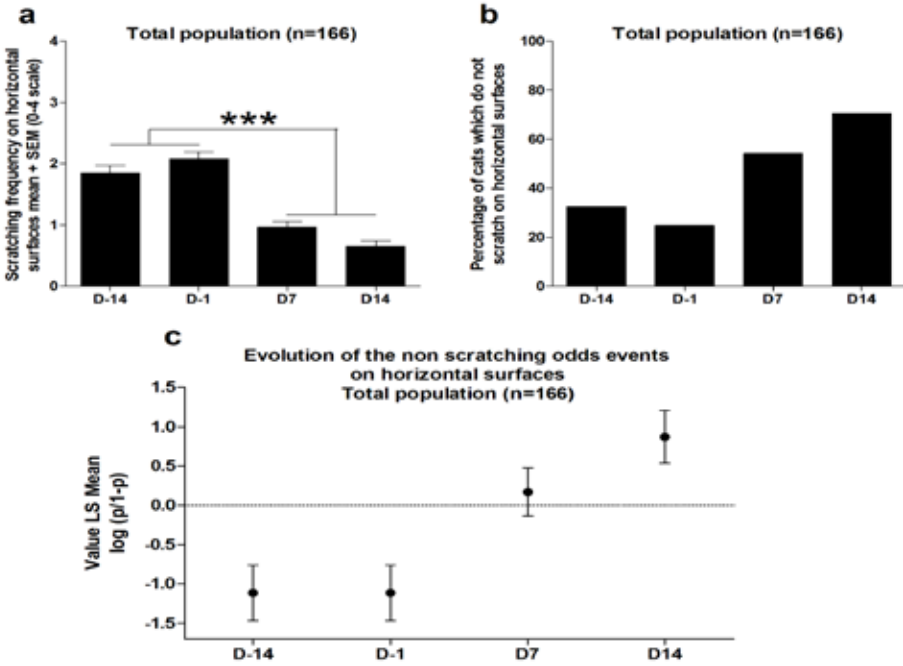 a
Total population (n=166)
Scratching frequency on horizontal
surfaces mean + SEM (0-4 scale)
4
3
2
1
0
***
D-14 D-1 D7 D14
b
Total population (n=166)
Percentage of cats which do not
scratch on horizontal surfaces
100
80
60
40
20
0
D-14 D-1 D7 D14
c
Evolution of the non scratching odds events
on horizontal surfaces
Total population (n=166)
Value LS Mean
log (p/1-p)
1.5
1.0
0.5
0.0
-0.5
-1.0
-1.5
D-14 D-1 D7 D14